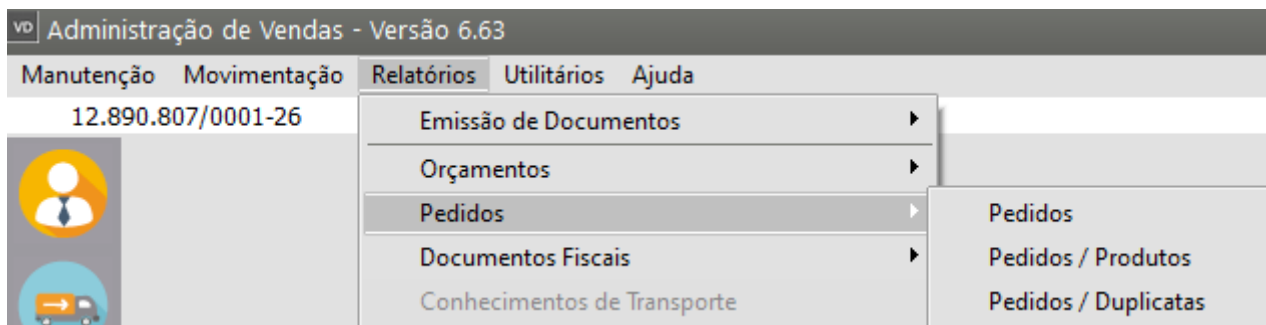 VD Administração de Vendas - Versão 6.63
Manutenção Movimentação Relatórios Utilitários Ajuda
12.890.807/0001-26
Emissão de Documentos
Orçamentos
Pedidos
Documentos Fiscais
Conhecimentos de Transporte
Pedidos
Pedidos / Produtos
Pedidos / Duplicatas